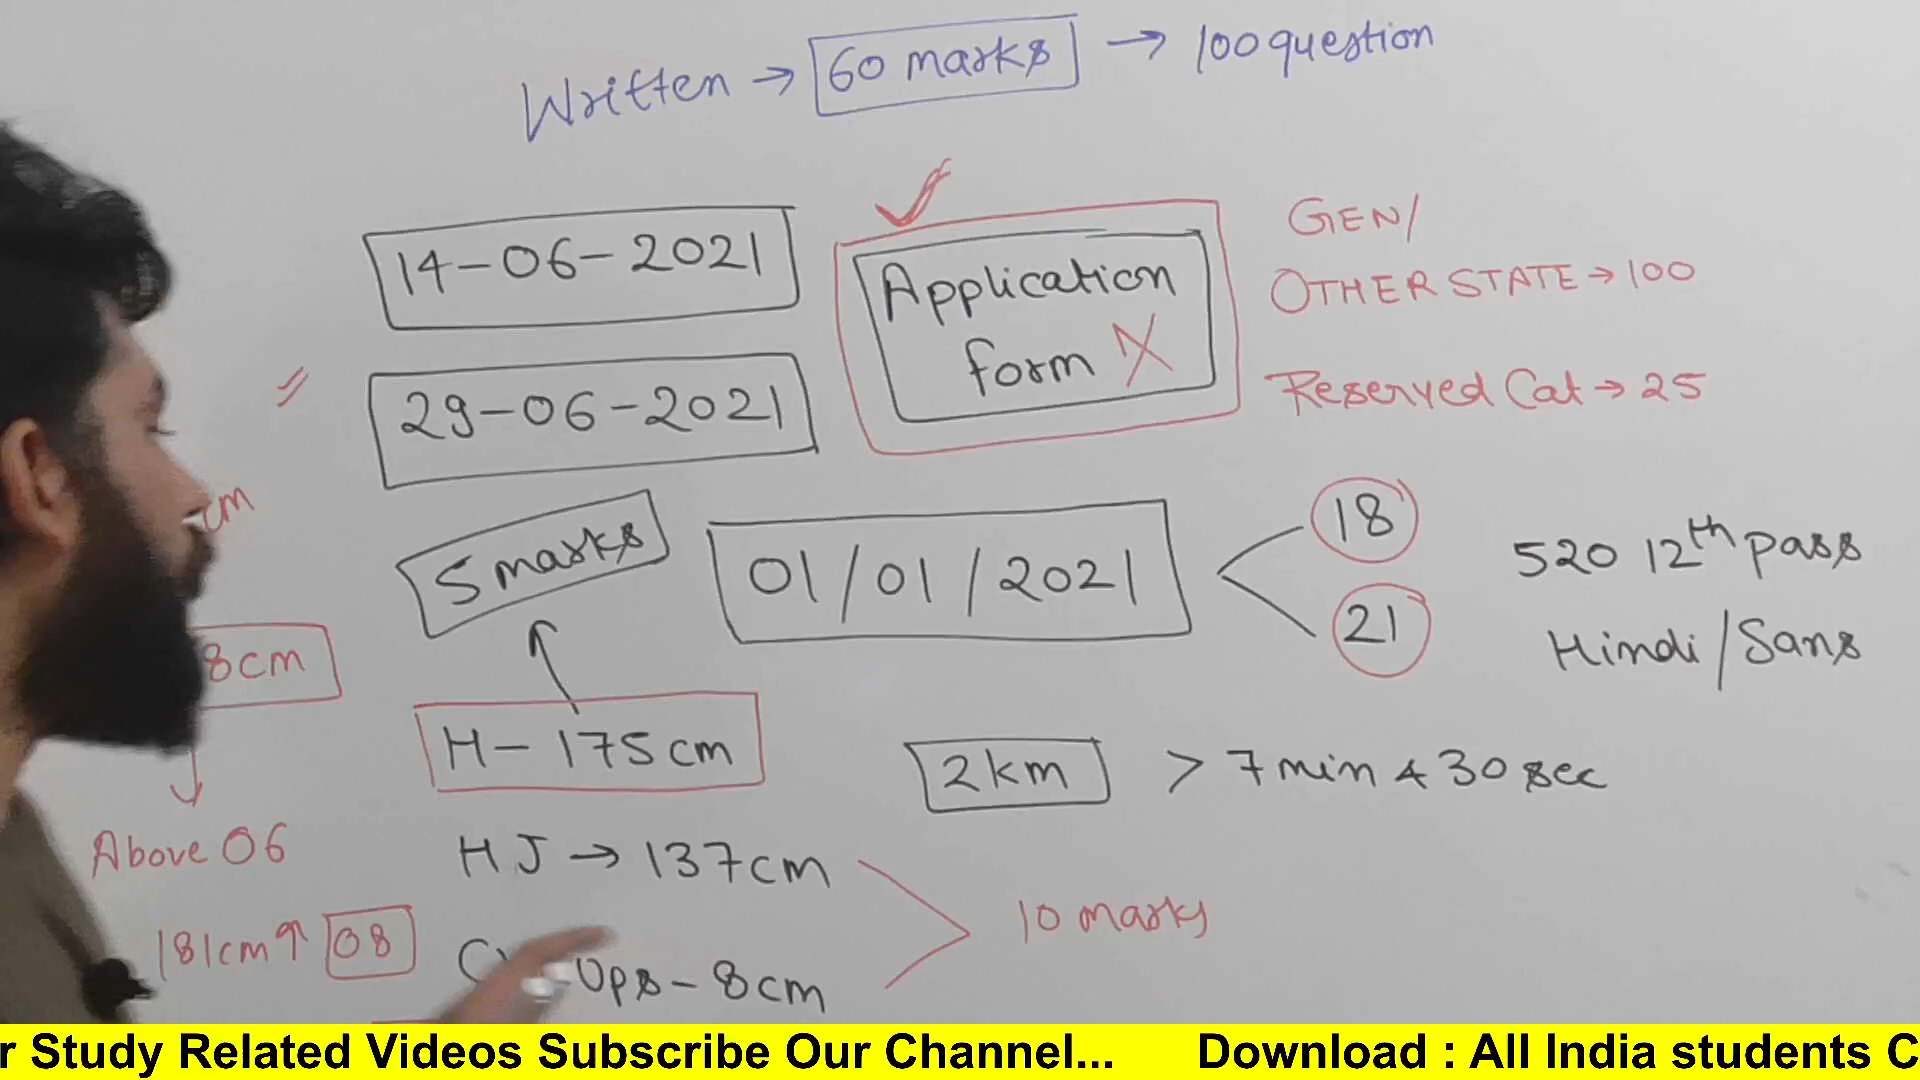 Written → 60 marks → 100 question
14-06-2021
29-06-2021
Application
form X
GEN/
OTHER STATE → 100
Reserved Cat → 25
cm
5 marks
01/01/2021
18
21
520 12th pass
Hindi/Sans
8cm
H- 175cm
2km > 7 min & 30 sec
Above 06
HJ → 137cm
10 marks
181cm↑ 08
Ups - 8cm
r Study Related Videos Subscribe Our Channel... Download : All India students C